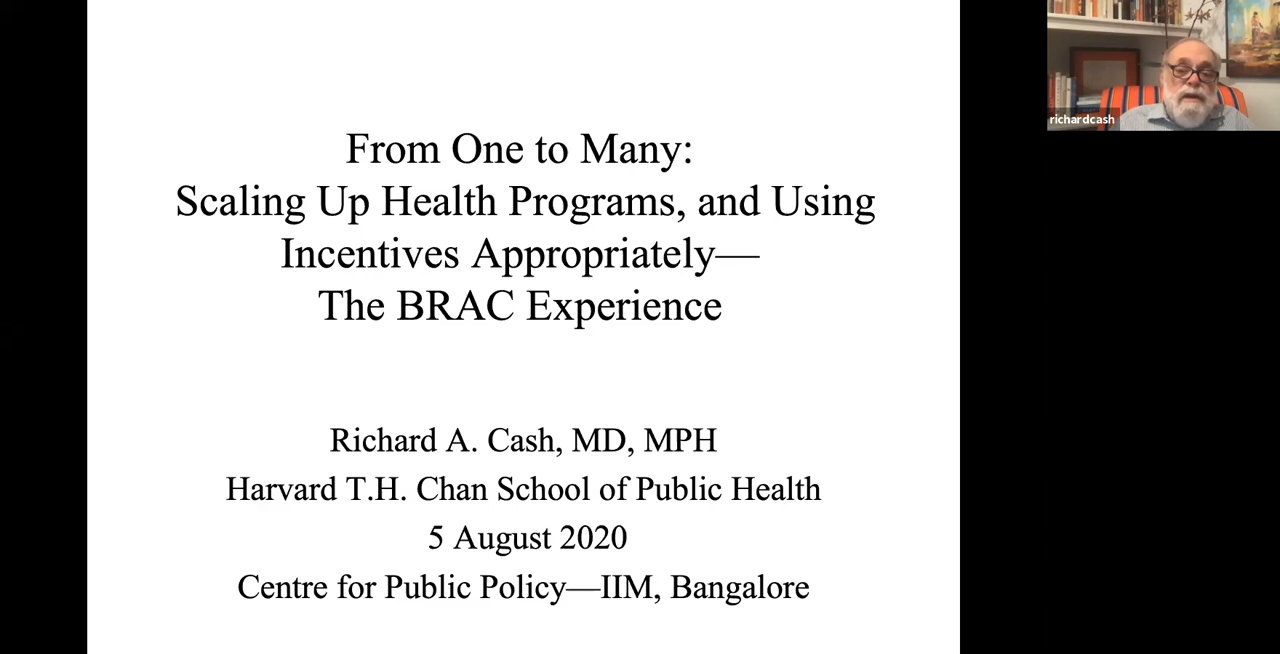 From One to Many:
Scaling Up Health Programs, and Using
Incentives Appropriately—
The BRAC Experience
Richard A. Cash, MD, MPH
Harvard T.H. Chan School of Public Health
5 August 2020
Centre for Public Policy—IIM, Bangalore
richardcash